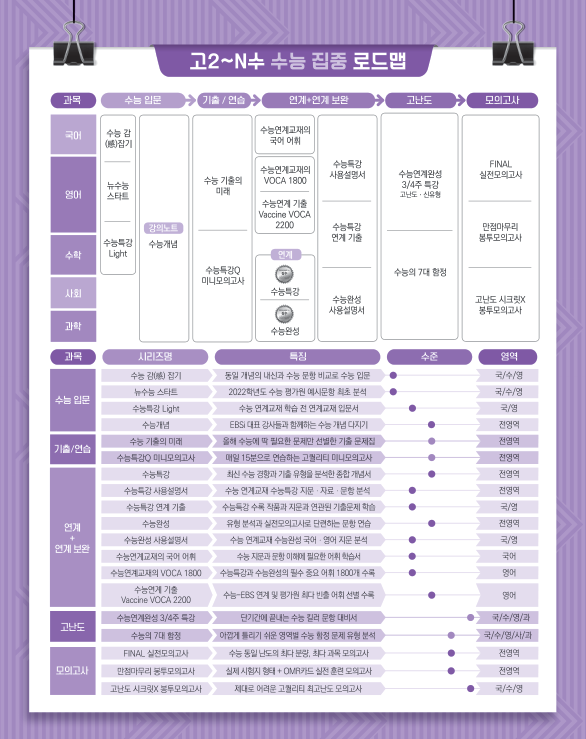 고2~N수 수능 집중 로드맵
과목 수능 입문 기출 / 연습 연계+연계 보완 고난도 모의고사
국어
영어
수학
사회
과학
수능 감
(感)잡기
뉴수능
스타트
수능특강
Light
강의노트
수능개념
수능 기출의
미래
수능특강Q
미니모의고사
수능연계교재의
국어 어휘
수능연계교재의
VOCA 1800
수능연계 기출
Vaccine VOCA
2200
연계
수능특강
수능완성
수능특강
사용설명서
수능특강
연계 기출
수능완성
사용설명서
수능연계완성
3/4주 특강
고난도 · 신유형
수능의 7대 함정
FINAL
실전모의고사
만점마무리
봉투모의고사
고난도 시크릿X
봉투모의고사
과목 시리즈명 특징 수준 영역
수능 입문
수능 감(感) 잡기 동일 개념의 내신과 수능 문항 비교로 수능 입문 국/수/영
뉴수능 스타트 2022학년도 수능 평가원 예시문항 최초 분석 국/수/영
수능특강 Light 수능 연계교재 학습 전 연계교재 입문서 국/영
수능개념 EBS 대표 강사들과 함께하는 수능 개념 다지기 전영역
기출/연습
수능 기출의 미래 올해 수능에 딱 필요한 문제만 선별한 기출 문제집 전영역
수능특강Q 미니모의고사 매일 15분으로 연습하는 고퀄리티 미니모의고사 전영역
연계
+
연계 보완
수능특강 최신 수능 경향과 기출 유형을 분석한 종합 개념서 전영역
수능특강 사용설명서 수능 연계교재 수능특강 지문 · 자료 · 문항 분석 전영역
수능특강 연계 기출 수능특강 수록 작품과 지문과 연관된 기출문제 학습 국/영
수능완성 유형 분석과 실전모의고사로 단련하는 문항 연습 전영역
수능완성 사용설명서 수능 연계교재 수능완성 국어 · 영어 지문 분석 국/영
수능연계교재의 국어 어휘 수능 지문과 문항 이해에 필요한 어휘 학습서 국어
수능연계교재의 VOCA 1800 수능특강과 수능완성의 필수 중요 어휘 1800개 수록 영어
수능연계 기출
Vaccine VOCA 2200 수능-EBS 연계 및 평가원 최다 빈출 어휘 선별 수록 영어
고난도
수능연계완성 3/4주 특강 단기간에 끝내는 수능 킬러 문항 대비서 국/수/영/과
수능의 7대 함정 아깝게 틀리기 쉬운 영역별 수능 함정 문제 유형 분석 국/수/영/사/과
모의고사
FINAL 실전모의고사 수능 동일 난도의 최다 분량, 최다 과목 모의고사 전영역
만점마무리 봉투모의고사 실제 시험지 형태 + OMR카드 실전 훈련 모의고사 전영역
고난도 시크릿X 봉투모의고사 제대로 어려운 고퀄리티 최고난도 모의고사 국/수/영